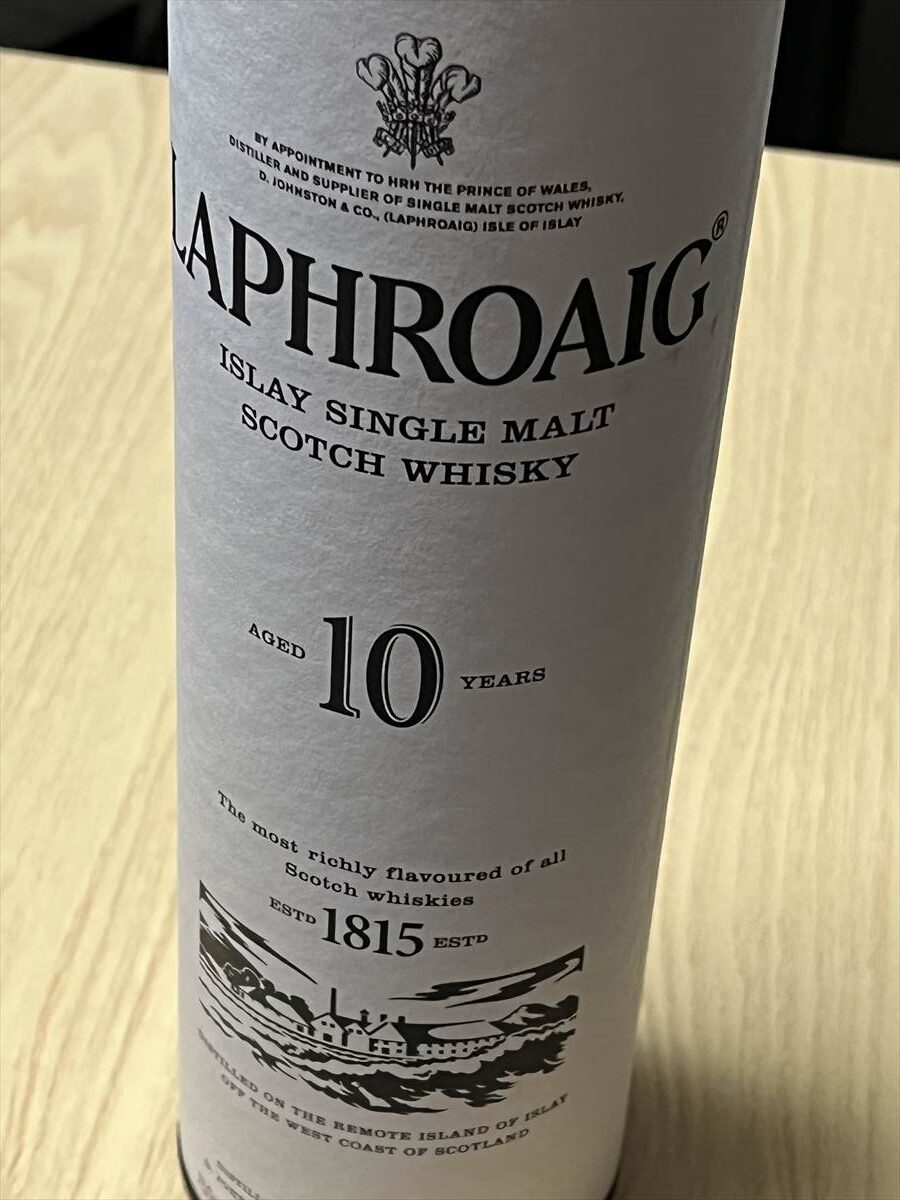 BY APPOINTMENT TO HRH THE PRINCE OF WALES,
DISTILLER AND SUPPLIER OF SINGLE MALT SCOTCH WHISKY,
D. JOHNSTON & CO., (LAPHROAIG) ISLE OF ISLAY
LAPHROAIG®
ISLAY SINGLE MALT
SCOTCH WHISKY
AGED 10 YEARS
The most richly flavoured of all
Scotch whiskies
ESTD 1815 ESTD
DISTILLED ON THE REMOTE ISLAND OF ISLAY
OFF THE WEST COAST OF SCOTLAND